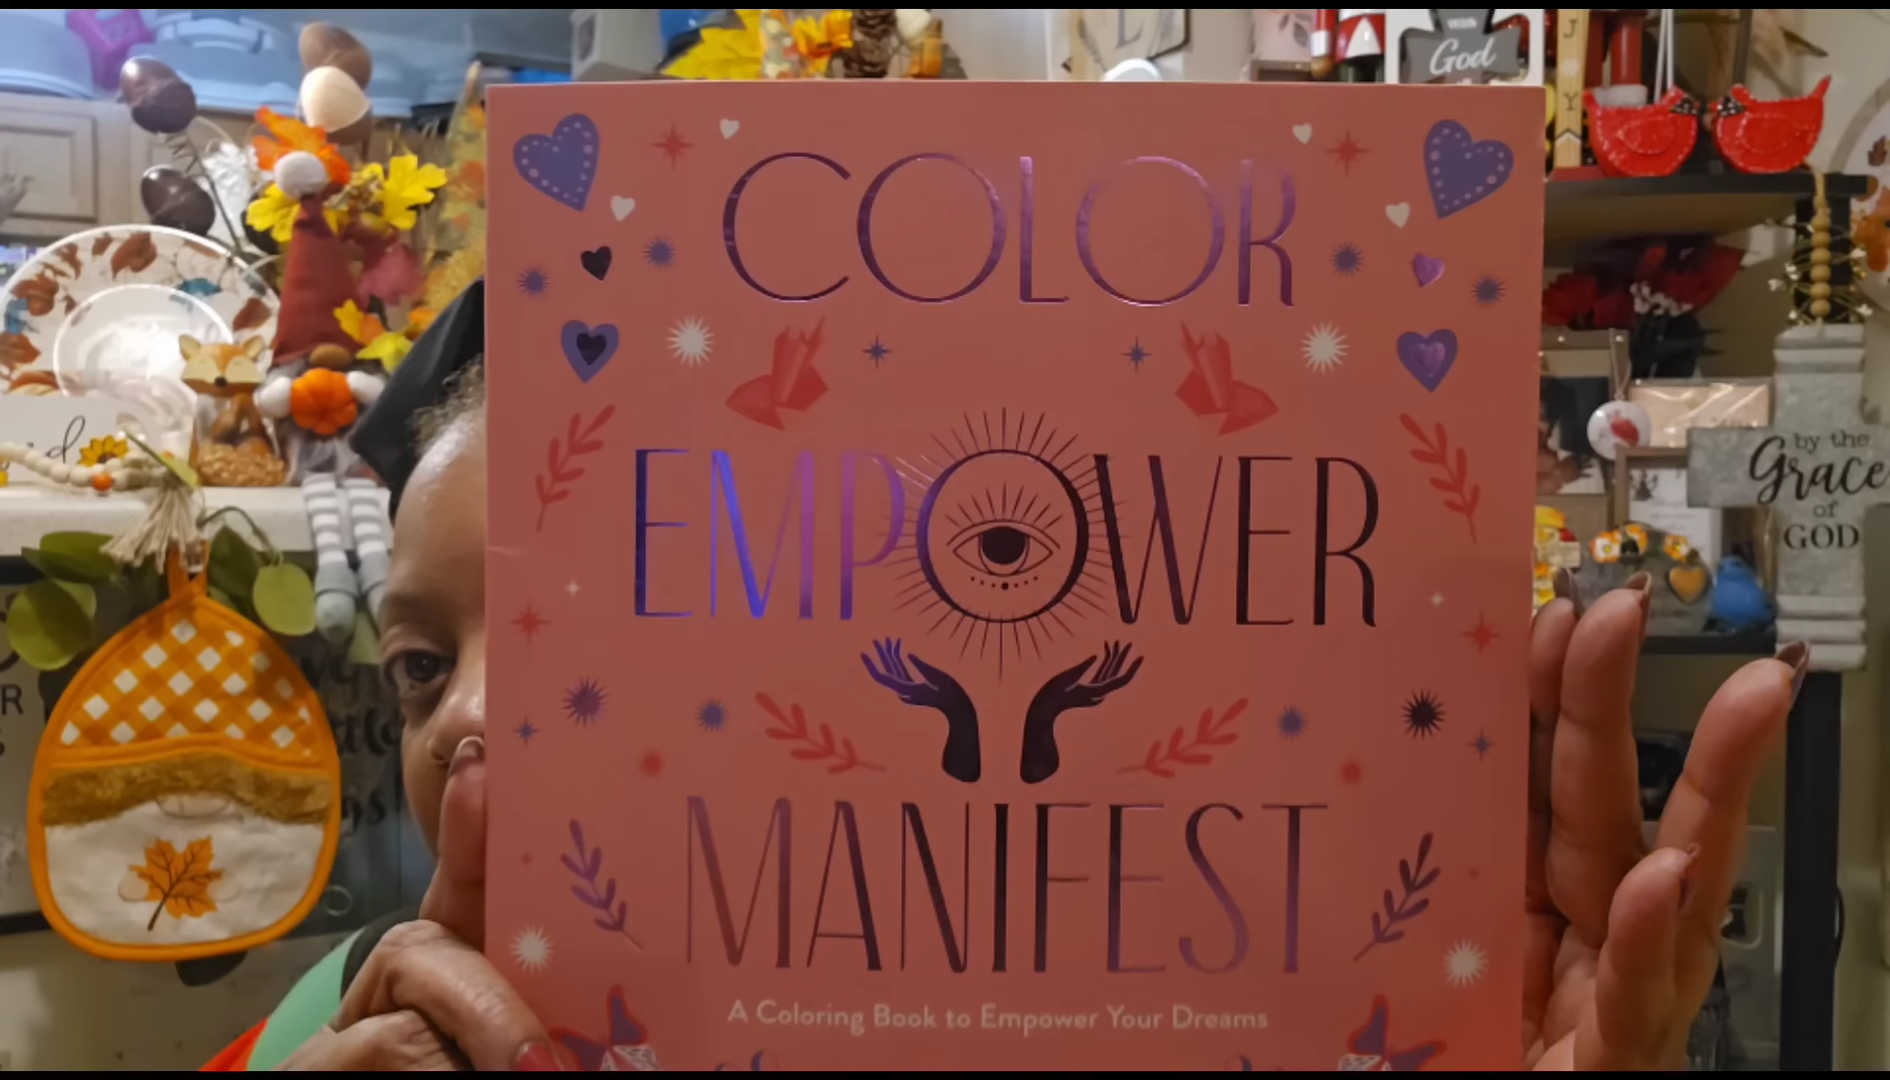 God
J
Y
COLOR
EMPOWER
by the
Grace
of
GOD
MANIFEST
A Coloring Book to Empower Your Dreams